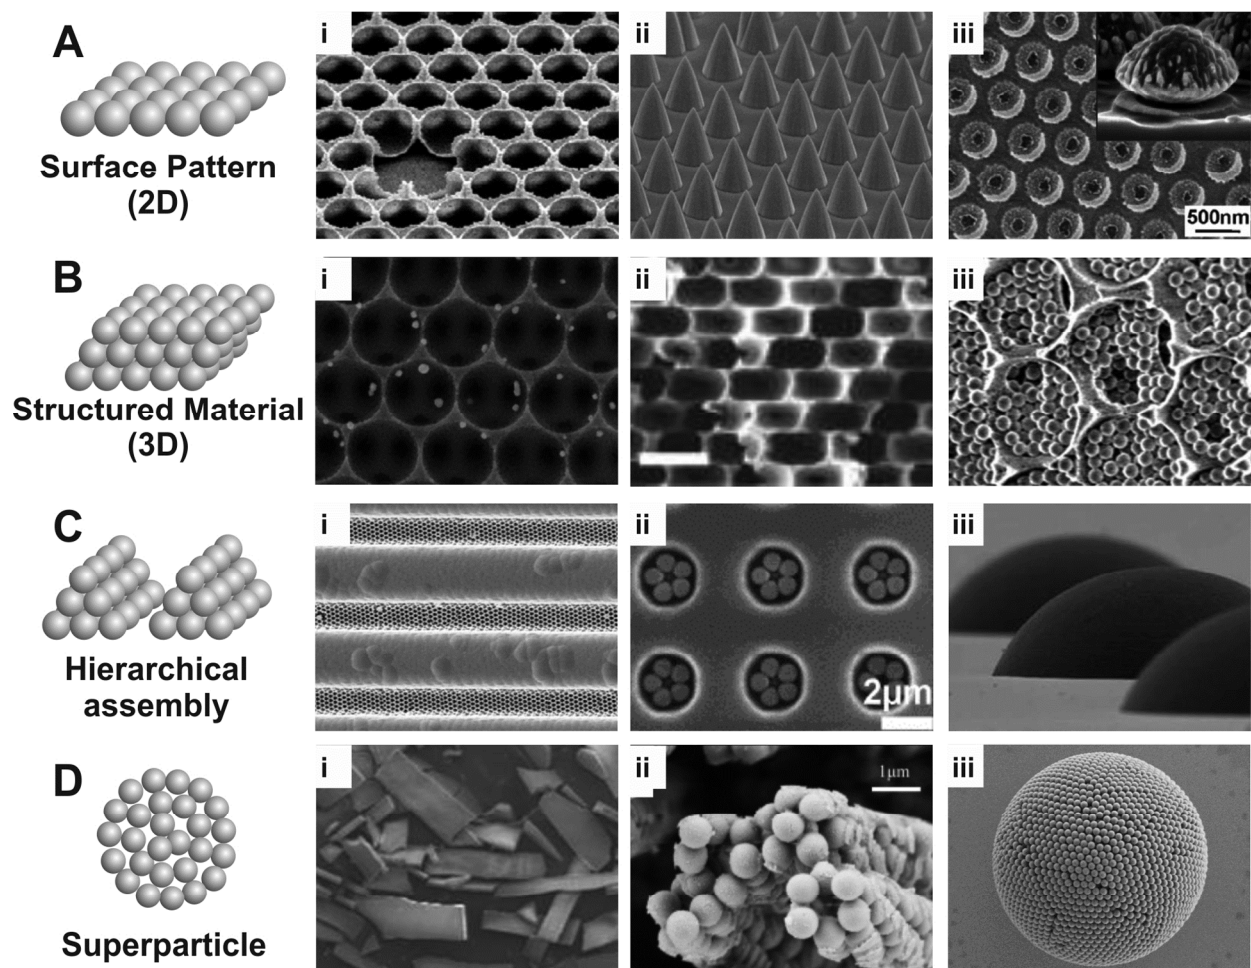 A
Surface Pattern
(2D)
i
ii
iii
500nm
B
Structured Material
(3D)
i
ii
iii
C
Hierarchical
assembly
i
ii
2μm
iii
D
Superparticle
i
ii
1μm
iii